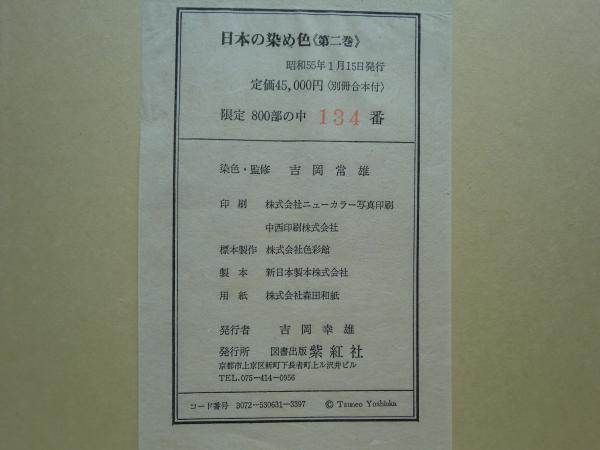 日本の染め色《第二巻》
昭和55年1月15日発行
定価45,000円〈別冊合本付〉
限定 800部の中 134 番
染色・監修 吉岡常雄
印刷 株式会社ニューカラー写真印刷
中西印刷株式会社
標本製作 株式会社色彩館
製本 新日本製本株式会社
用紙 株式会社森田和紙
発行者 吉岡幸雄
発行所 図書出版 紫紅社
京都市上京区新町下長者町上ル沢井ビル
TEL.075-414-0956
コード番号 3072-530631-3397 © Tsuneo Yoshioka